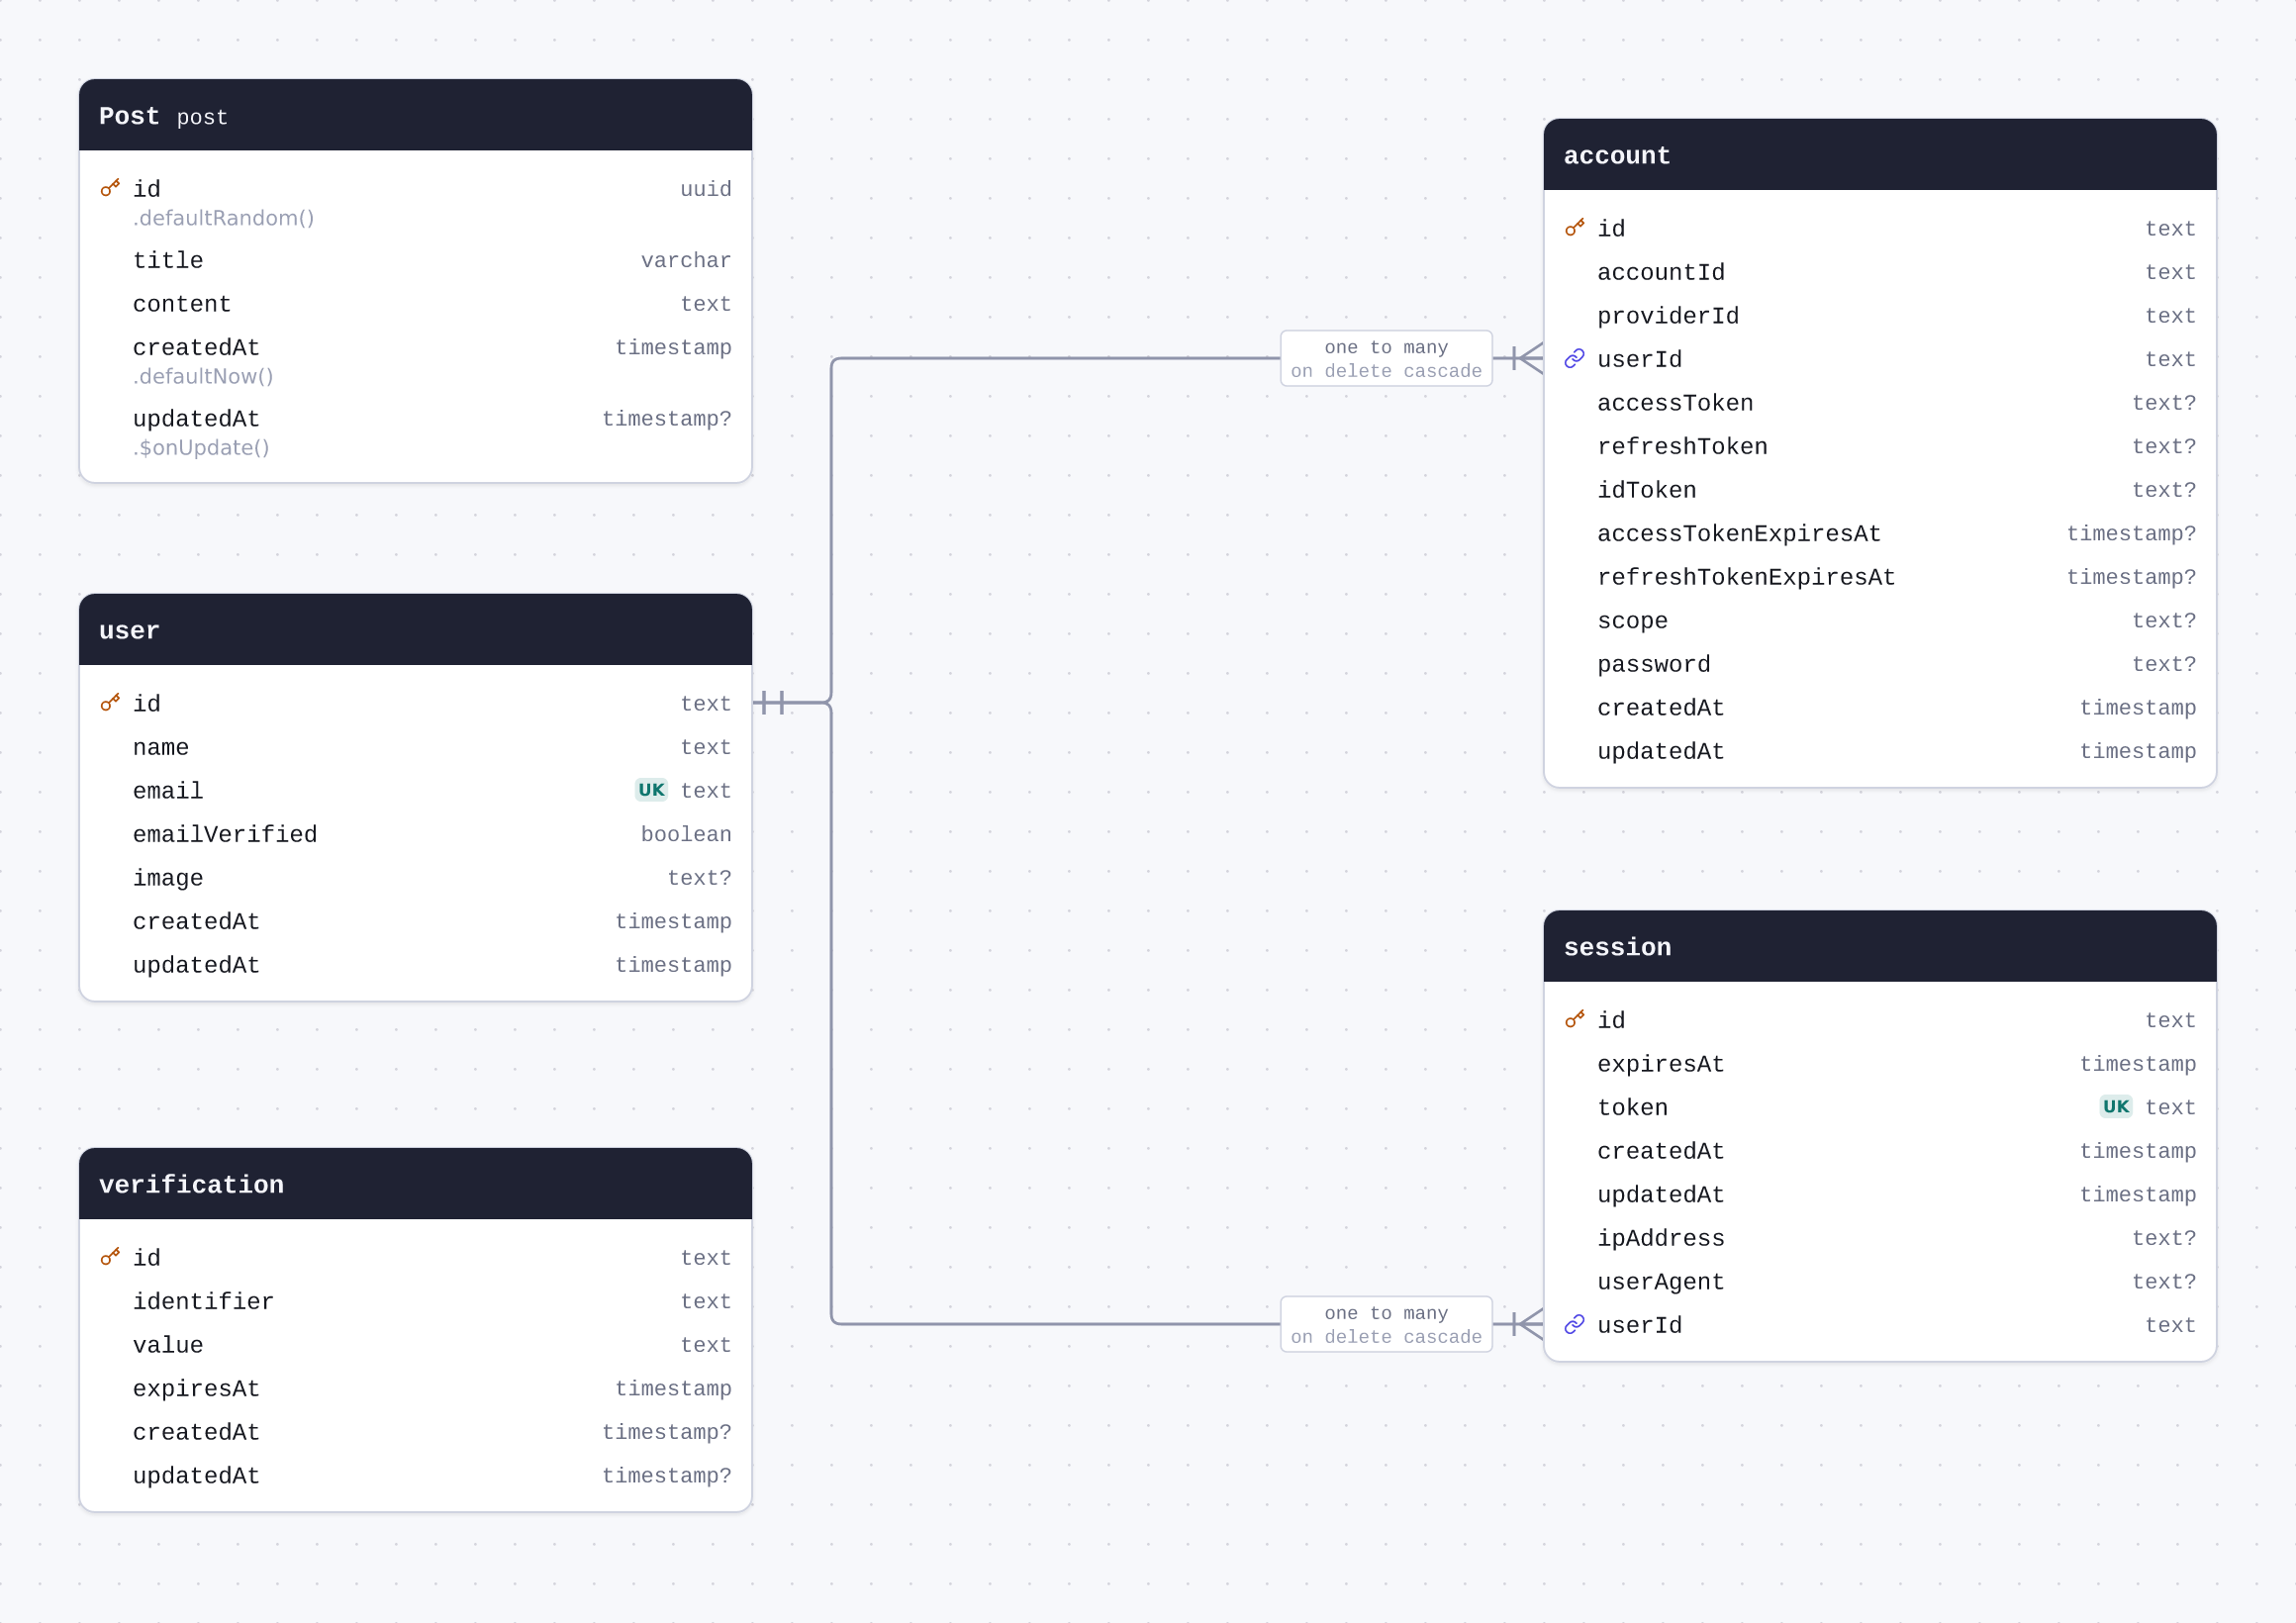 Post post
id uuid
.defaultRandom()
title varchar
content text
createdAt timestamp
.defaultNow()
updatedAt timestamp?
.$onUpdate()
user
id text
name text
email UK text
emailVerified boolean
image text?
createdAt timestamp
updatedAt timestamp
verification
id text
identifier text
value text
expiresAt timestamp
createdAt timestamp?
updatedAt timestamp?
one to many
on delete cascade
one to many
on delete cascade
account
id text
accountId text
providerId text
userId text
accessToken text?
refreshToken text?
idToken text?
accessTokenExpiresAt timestamp?
refreshTokenExpiresAt timestamp?
scope text?
password text?
createdAt timestamp
updatedAt timestamp
session
id text
expiresAt timestamp
token UK text
createdAt timestamp
updatedAt timestamp
ipAddress text?
userAgent text?
userId text